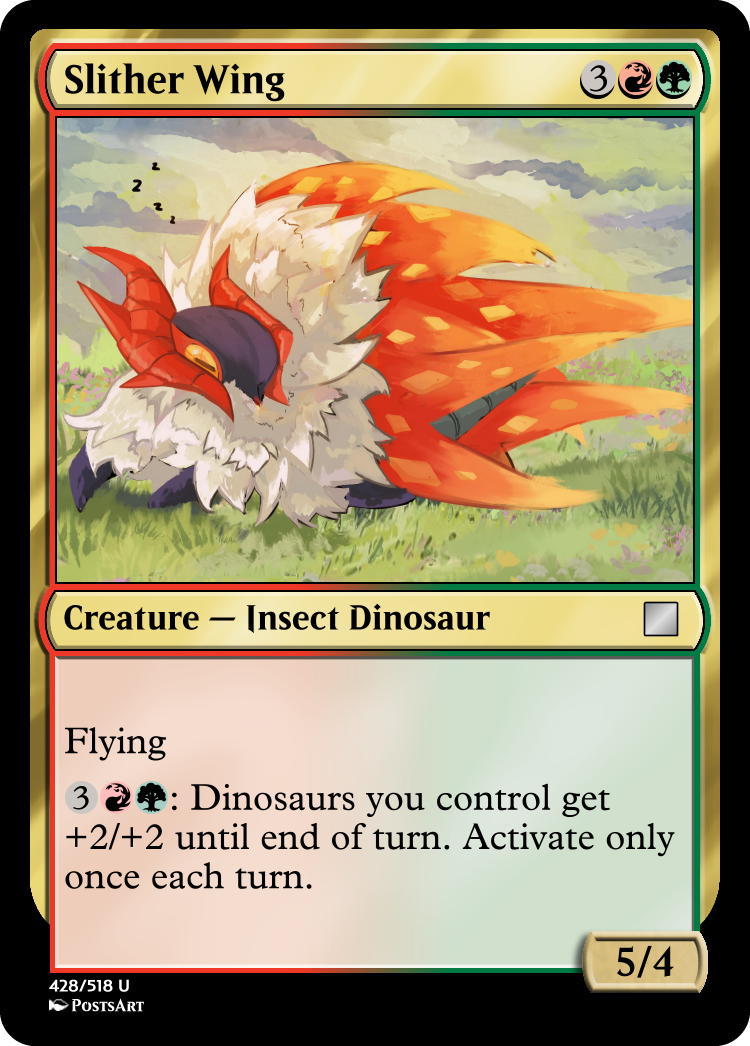 Slither Wing 3
z
z
z
z
Creature — Insect Dinosaur
Flying
3 : Dinosaurs you control get
+2/+2 until end of turn. Activate only
once each turn.
5/4
428/518 U
PostsArt